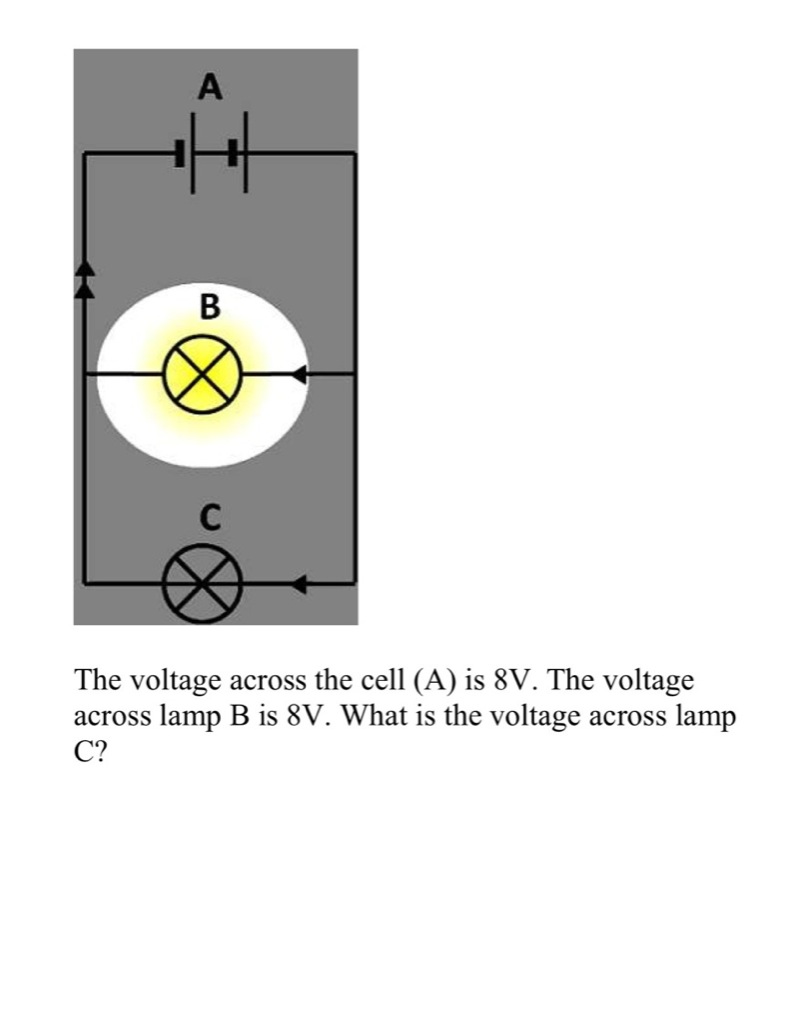 A
B
C
The voltage across the cell (A) is 8V. The voltage
across lamp B is 8V. What is the voltage across lamp
C?